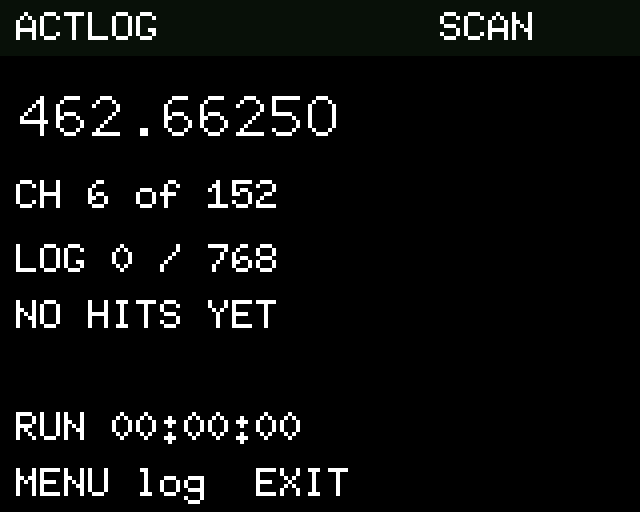 ACTLOG SCAN
462.66250
CH 6 of 152
LOG 0 / 768
NO HITS YET
RUN 00:00:00
MENU log EXIT